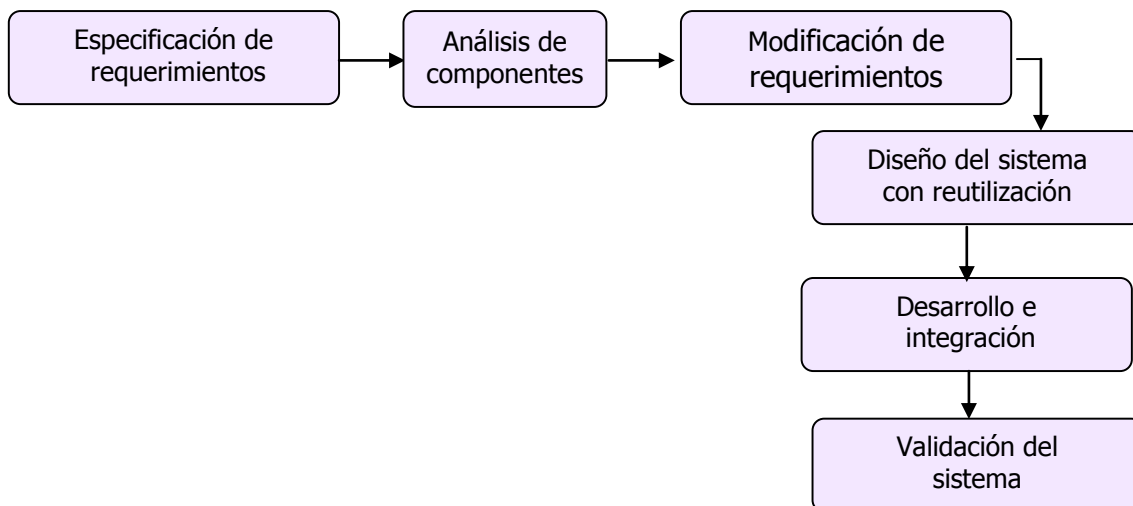 Especificación de
requerimientos
Análisis de
componentes
Modificación de
requerimientos
Diseño del sistema
con reutilización
Desarrollo e
integración
Validación del
sistema